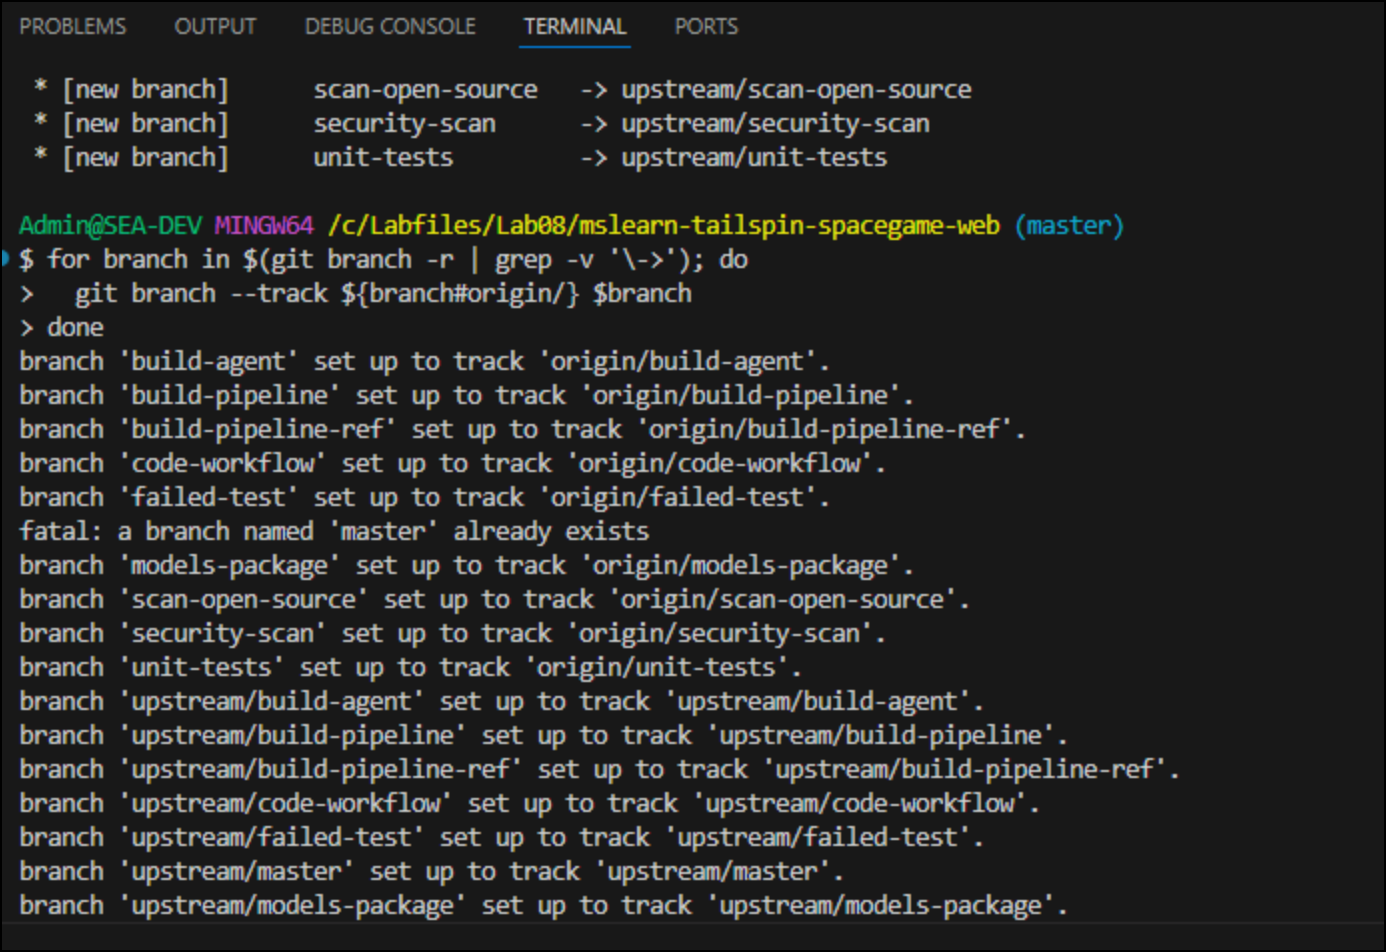 PROBLEMS OUTPUT DEBUG CONSOLE TERMINAL PORTS
* [new branch] scan-open-source -> upstream/scan-open-source
* [new branch] security-scan -> upstream/security-scan
* [new branch] unit-tests -> upstream/unit-tests
Admin@SEA-DEV MINGW64 /c/Labfiles/Lab08/mslearn-tailspin-spacegame-web (master)
$ for branch in $(git branch -r | grep -v '\->'); do
>   git branch --track ${branch#origin/} $branch
> done
branch 'build-agent' set up to track 'origin/build-agent'.
branch 'build-pipeline' set up to track 'origin/build-pipeline'.
branch 'build-pipeline-ref' set up to track 'origin/build-pipeline-ref'.
branch 'code-workflow' set up to track 'origin/code-workflow'.
branch 'failed-test' set up to track 'origin/failed-test'.
fatal: a branch named 'master' already exists
branch 'models-package' set up to track 'origin/models-package'.
branch 'scan-open-source' set up to track 'origin/scan-open-source'.
branch 'security-scan' set up to track 'origin/security-scan'.
branch 'unit-tests' set up to track 'origin/unit-tests'.
branch 'upstream/build-agent' set up to track 'upstream/build-agent'.
branch 'upstream/build-pipeline' set up to track 'upstream/build-pipeline'.
branch 'upstream/build-pipeline-ref' set up to track 'upstream/build-pipeline-ref'.
branch 'upstream/code-workflow' set up to track 'upstream/code-workflow'.
branch 'upstream/failed-test' set up to track 'upstream/failed-test'.
branch 'upstream/master' set up to track 'upstream/master'.
branch 'upstream/models-package' set up to track 'upstream/models-package'.